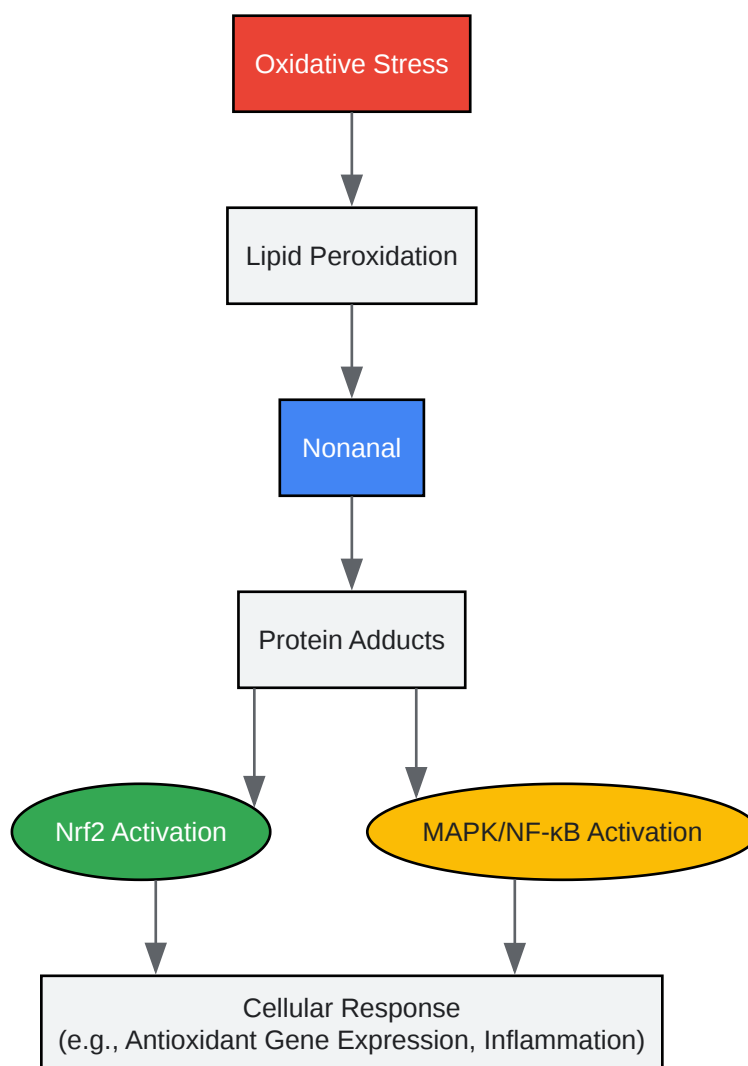 Oxidative Stress
Lipid Peroxidation
Nonanal
Protein Adducts
Nrf2 Activation
MAPK/NF-κB Activation
Cellular Response
(e.g., Antioxidant Gene Expression, Inflammation)